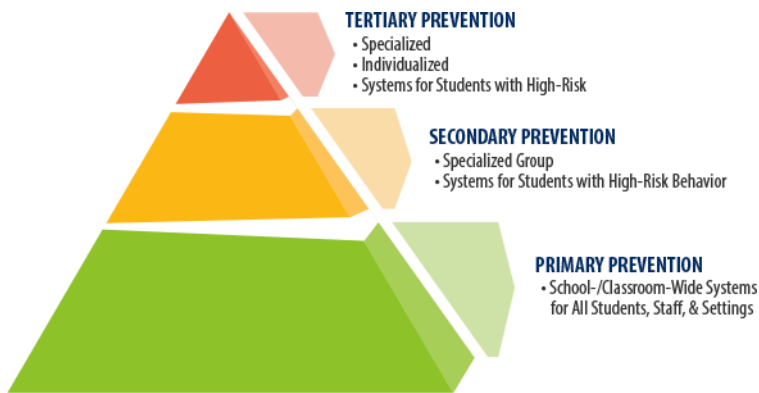 TERTIARY PREVENTION
• Specialized
• Individualized
• Systems for Students with High-Risk
SECONDARY PREVENTION
• Specialized Group
• Systems for Students with High-Risk Behavior
PRIMARY PREVENTION
• School-/Classroom-Wide Systems
for All Students, Staff, & Settings